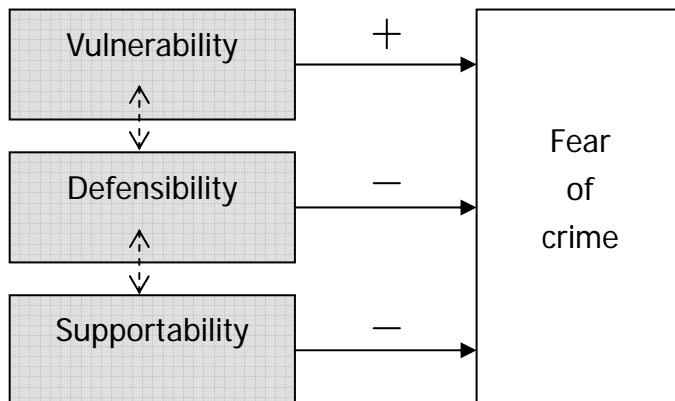 Vulnerability
+
Defensibility
−
Supportability
−
Fear
of
crime